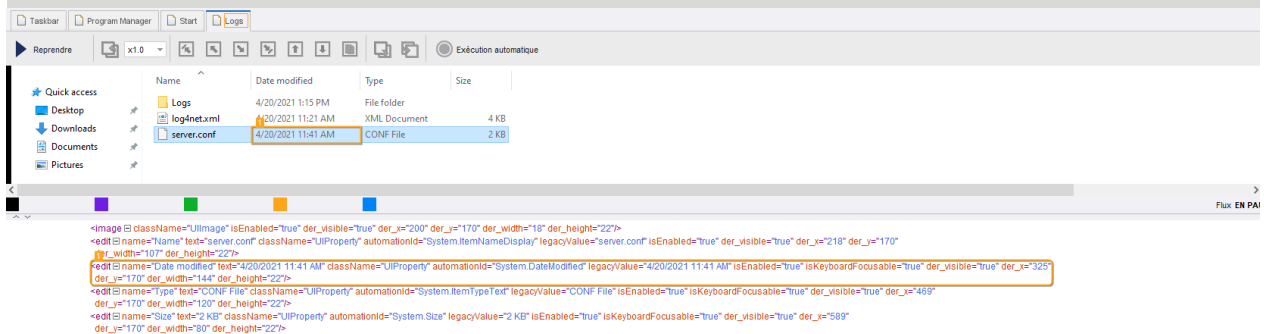 Taskbar Program Manager Start Logs
Reprendre x1.0 Exécution automatique
Name Date modified Type Size
Quick access
Desktop
Downloads
Documents
Pictures
Logs 4/20/2021 1:15 PM File folder
log4net.xml 4/20/2021 11:21 AM XML Document 4 KB
1
server.conf 4/20/2021 11:41 AM CONF File 2 KB
Flux EN PAU
<image className="UIImage" isEnabled="true" der_visible="true" der_x="200" der_y="170" der_width="18" der_height="22"/>
<edit name="Name" text="server.conf" className="UIProperty" automationId="System.ItemNameDisplay" legacyValue="server.conf" isEnabled="true" der_visible="true" der_x="218" der_y="170"
der_width="107" der_height="22"/>
1
<edit name="Date modified" text="4/20/2021 11:41 AM" className="UIProperty" automationId="System.DateModified" legacyValue="4/20/2021 11:41 AM" isEnabled="true" isKeyboardFocusable="true" der_visible="true" der_x="325"
der_y="170" der_width="144" der_height="22"/>
<edit name="Type" text="CONF File" className="UIProperty" automationId="System.ItemTypeText" legacyValue="CONF File" isEnabled="true" isKeyboardFocusable="true" der_visible="true" der_x="469"
der_y="170" der_width="120" der_height="22"/>
<edit name="Size" text="2 KB" className="UIProperty" automationId="System.Size" legacyValue="2 KB" isEnabled="true" isKeyboardFocusable="true" der_visible="true" der_x="589"
der_y="170" der_width="80" der_height="22"/>